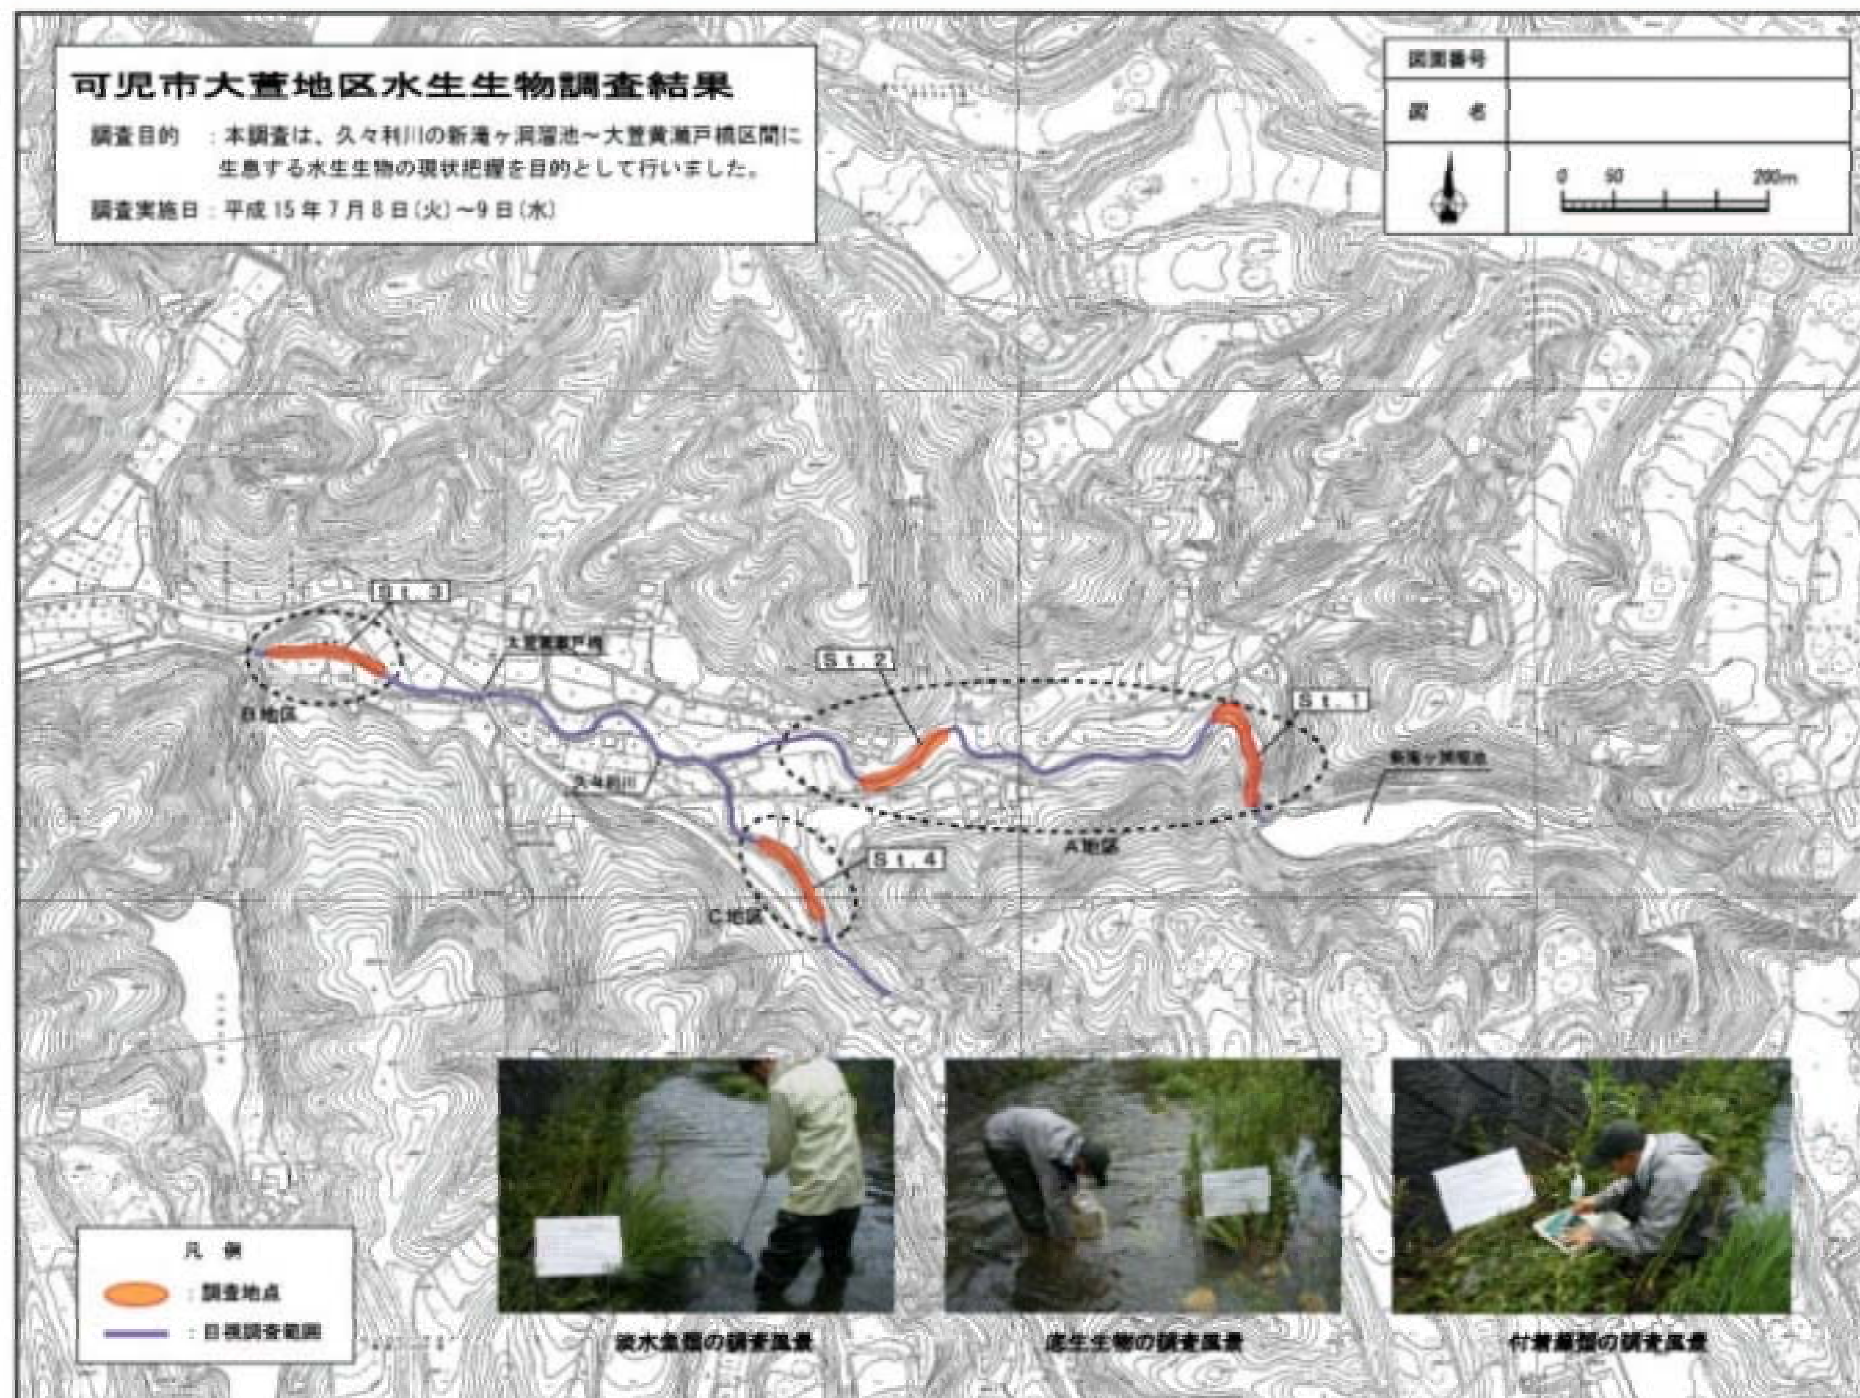 可児市大萱地区水生生物調査結果
調査目的 :本調査は、久々利川の新滝ヶ洞溜池~大萱黄瀬戸橋区間に
生息する水生生物の現状把握を目的として行いました。
調査実施日:平成15年7月8日(火)~9日(水)
図面番号
図 名
0 50 200m
St.3
大萱黄瀬戸橋
St.2
St.1
B地区
新滝ヶ洞溜池
久々利川
A地区
St.4
C地区
淡水魚類の調査風景
底生生物の調査風景
付着藻類の調査風景
凡 例
:調査地点
:目視調査範囲